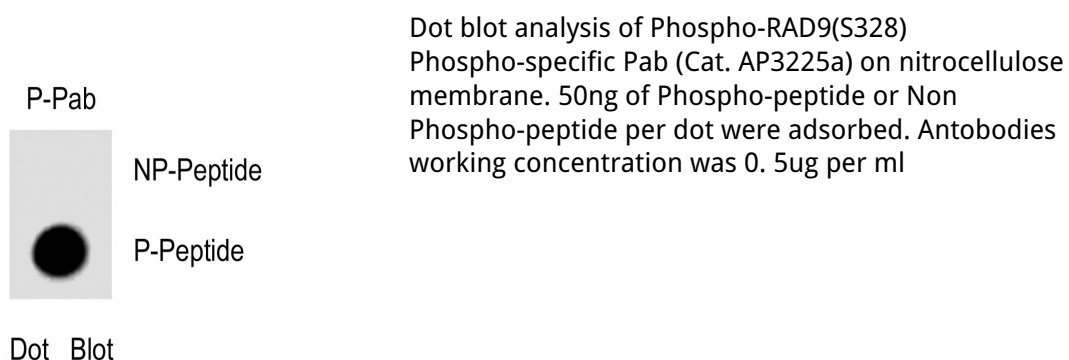 P-Pab
NP-Peptide
P-Peptide
Dot Blot
Dot blot analysis of Phospho-RAD9(S328)
Phospho-specific Pab (Cat. AP3225a) on nitrocellulose
membrane. 50ng of Phospho-peptide or Non
Phospho-peptide per dot were adsorbed. Antobodies
working concentration was 0. 5ug per ml